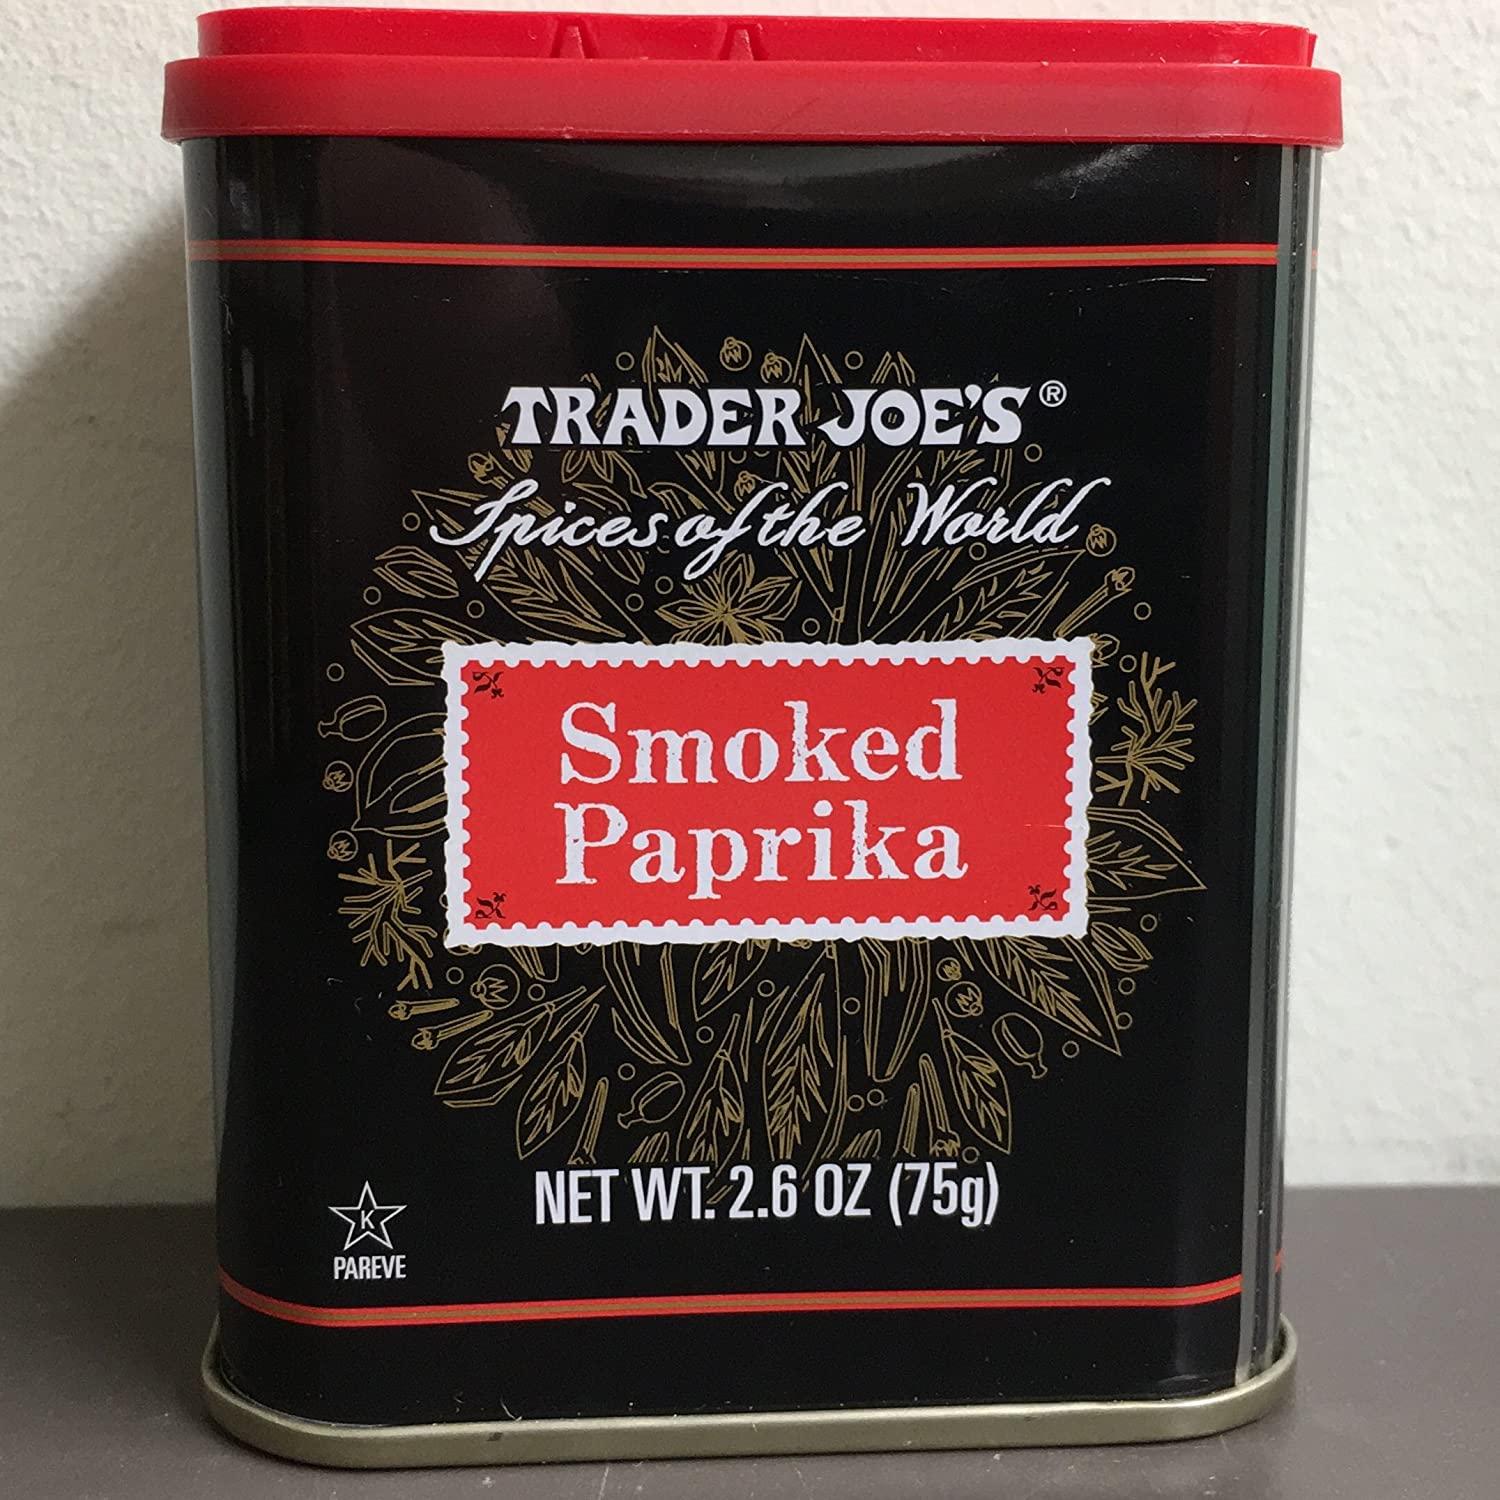 TRADER JOE'S®
Spices of the World
Smoked
Paprika
NET WT. 2.6 OZ (75g)
K
PAREVE